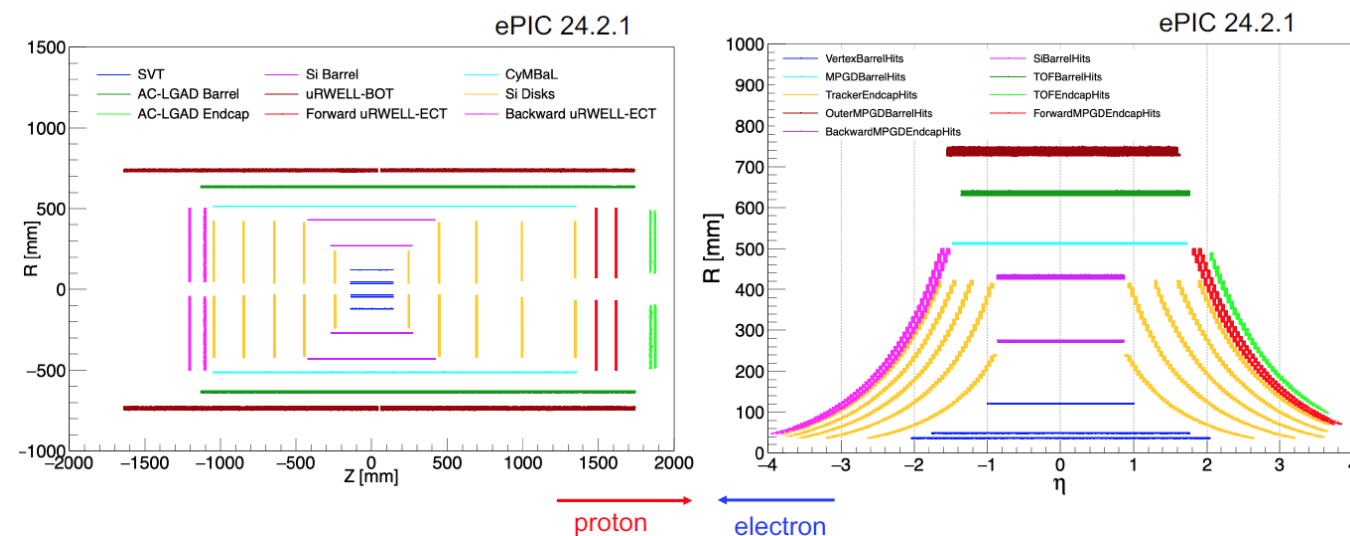 ePIC 24.2.1
1500
1000
500
0
−500
−1000
−2000 −1500 −1000 −500 0 500 1000 1500 2000
R [mm]
Z [mm]
SVT Si Barrel CyMBaL
AC-LGAD Barrel uRWELL-BOT Si Disks
AC-LGAD Endcap Forward uRWELL-ECT Backward uRWELL-ECT
ePIC 24.2.1
1000
900
800
700
600
500
400
300
200
100
0
−4 −3 −2 −1 0 1 2 3 4
R [mm]
η
VertexBarrelHits SiBarrelHits
MPGDBarrelHits TOFBarrelHits
TrackerEndcapHits TOFEndcapHits
OuterMPGDBarrelHits ForwardMPGDEndcapHits
BackwardMPGDEndcapHits
proton electron